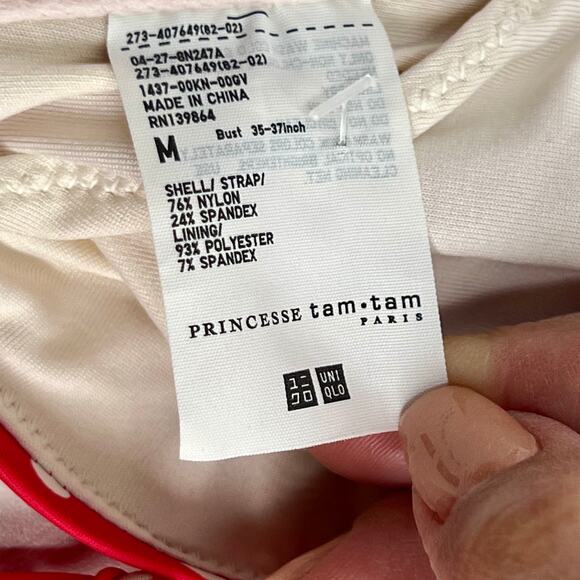 273-407649(82-02)
04-27-8N247A
273-407649(82-02)
1437-00KN-00GV
MADE IN CHINA
RN139864
M Bust 35-37inch
SHELL/ STRAP/
76% NYLON
24% SPANDEX
LINING/
93% POLYESTER
7% SPANDEX
PRINCESSE tam•tam
PARIS
ユニ UNI
クロ QLO